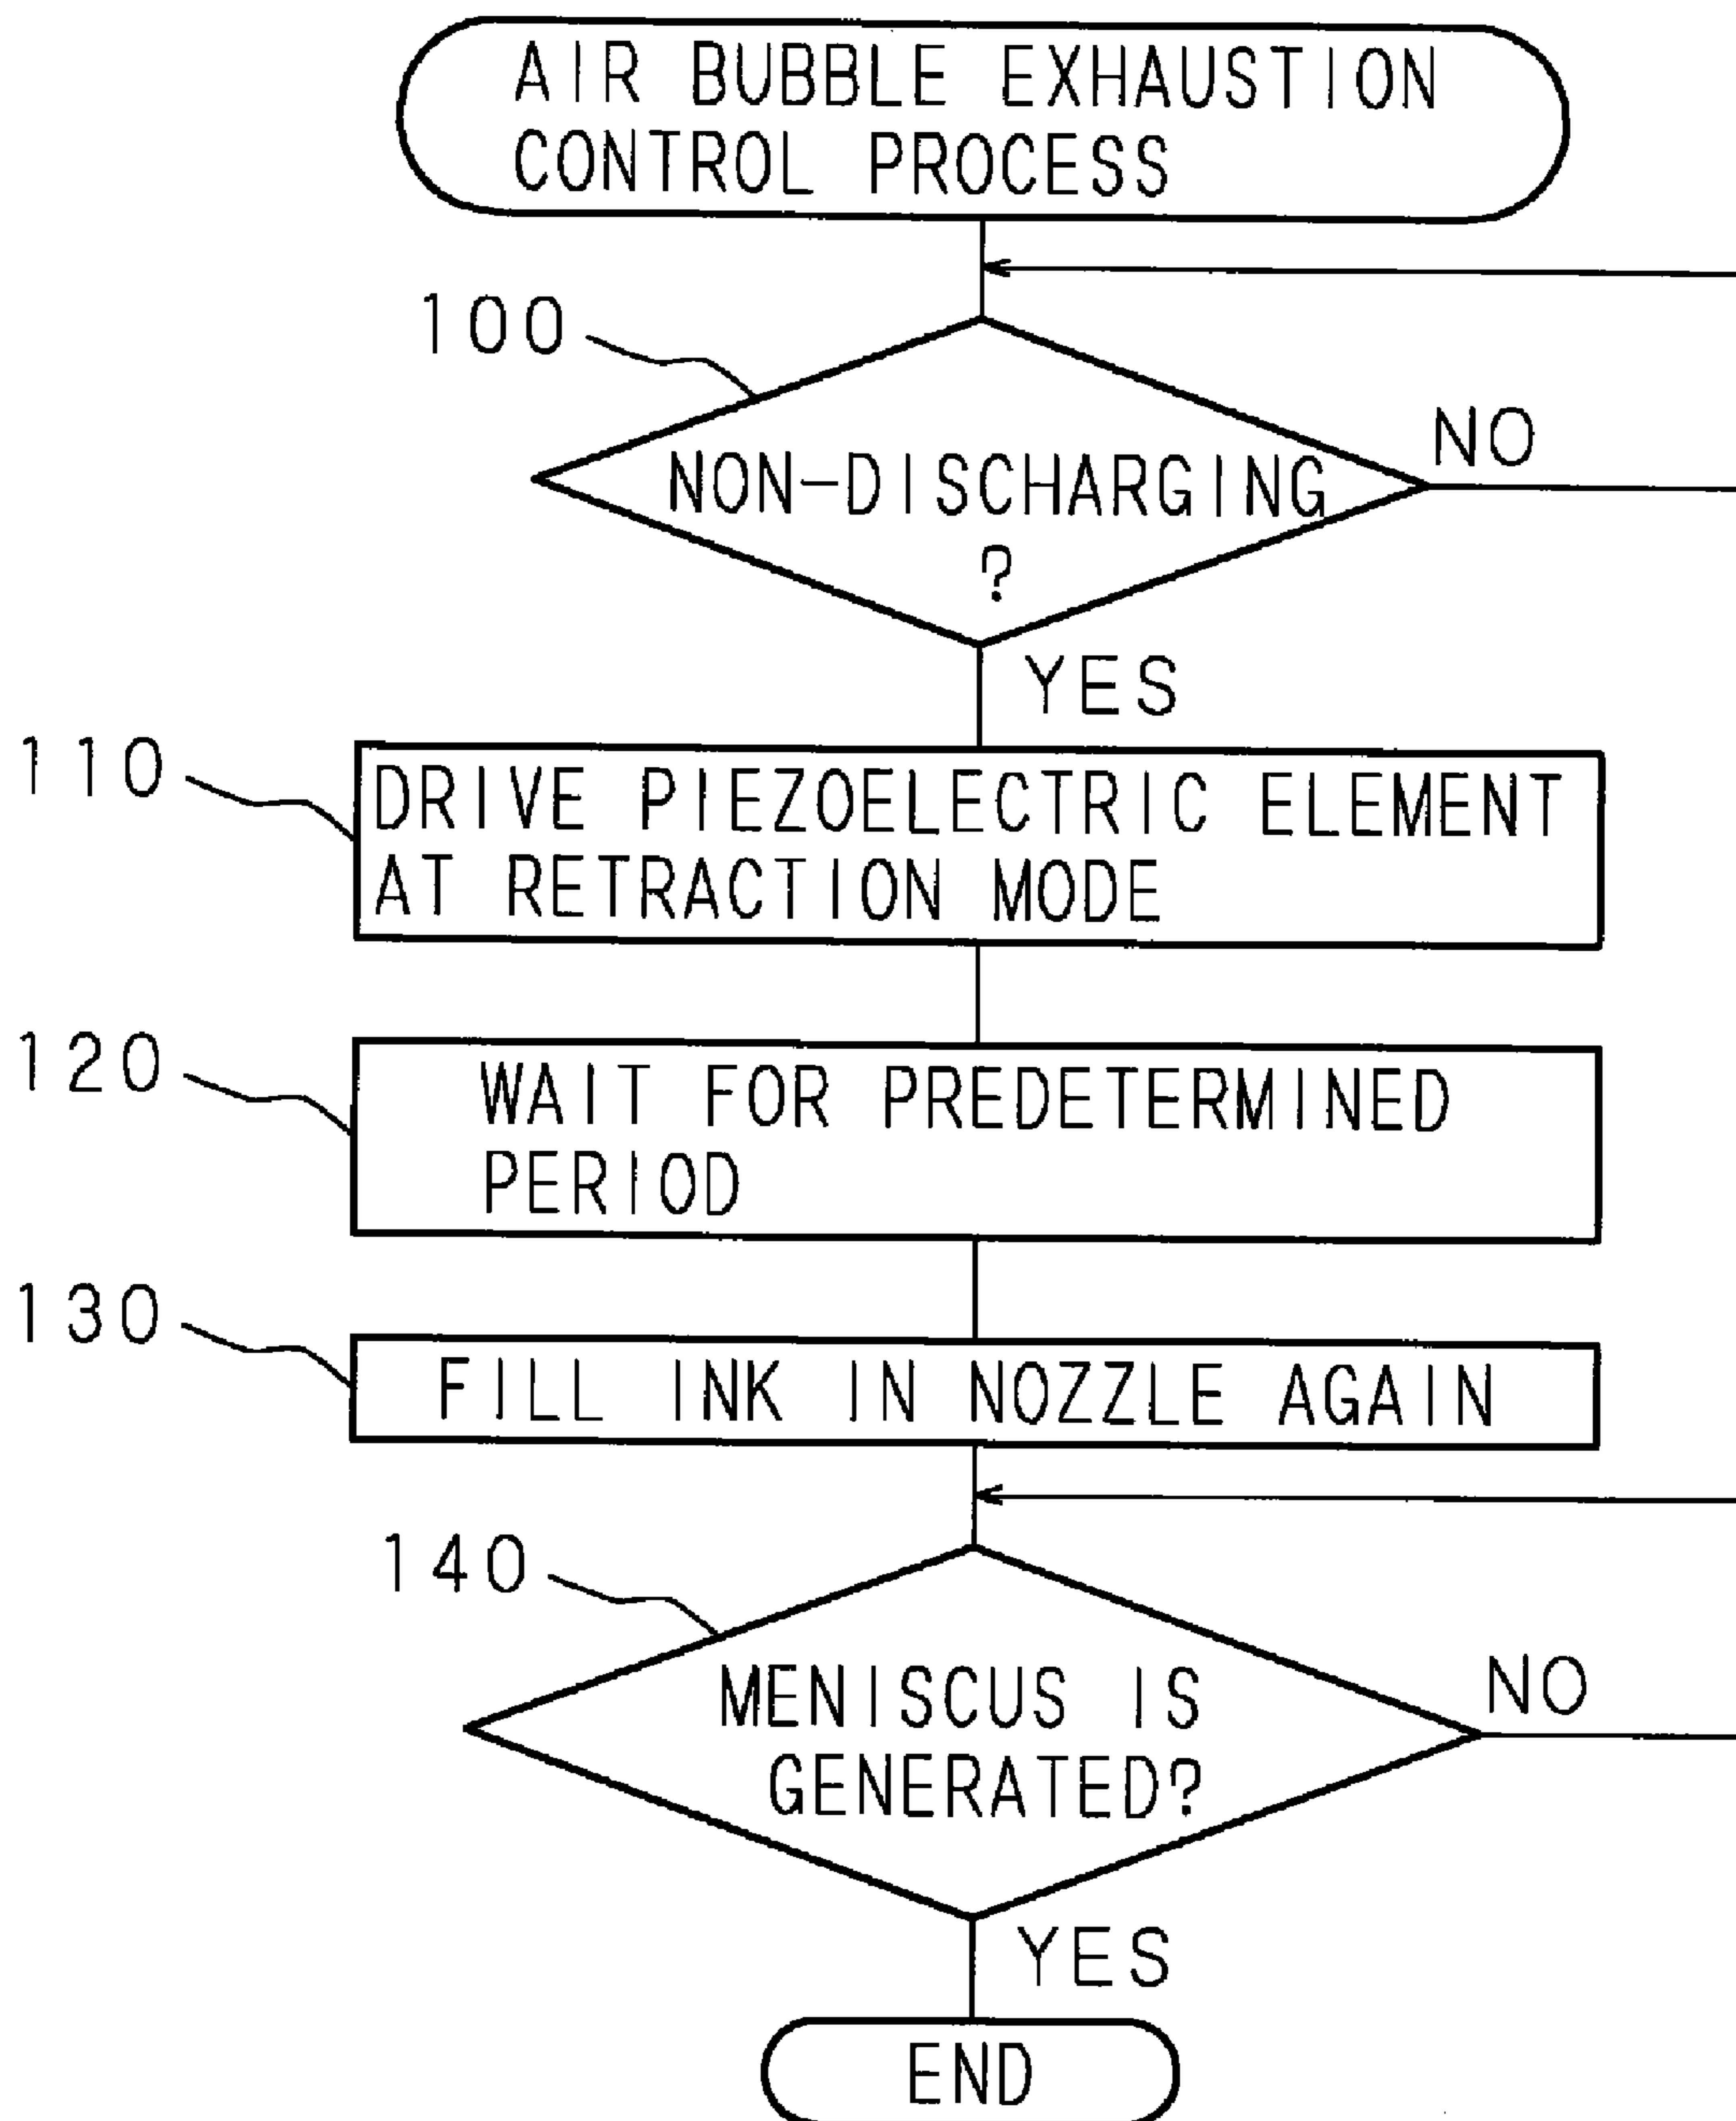 AIR BUBBLE EXHAUSTION
CONTROL PROCESS
100
NO
NON-DISCHARGING
?
YES
110
DRIVE PIEZOELECTRIC ELEMENT
AT RETRACTION MODE
120
WAIT FOR PREDETERMINED
PERIOD
130
FILL INK IN NOZZLE AGAIN
140
NO
MENISCUS IS
GENERATED?
YES
END